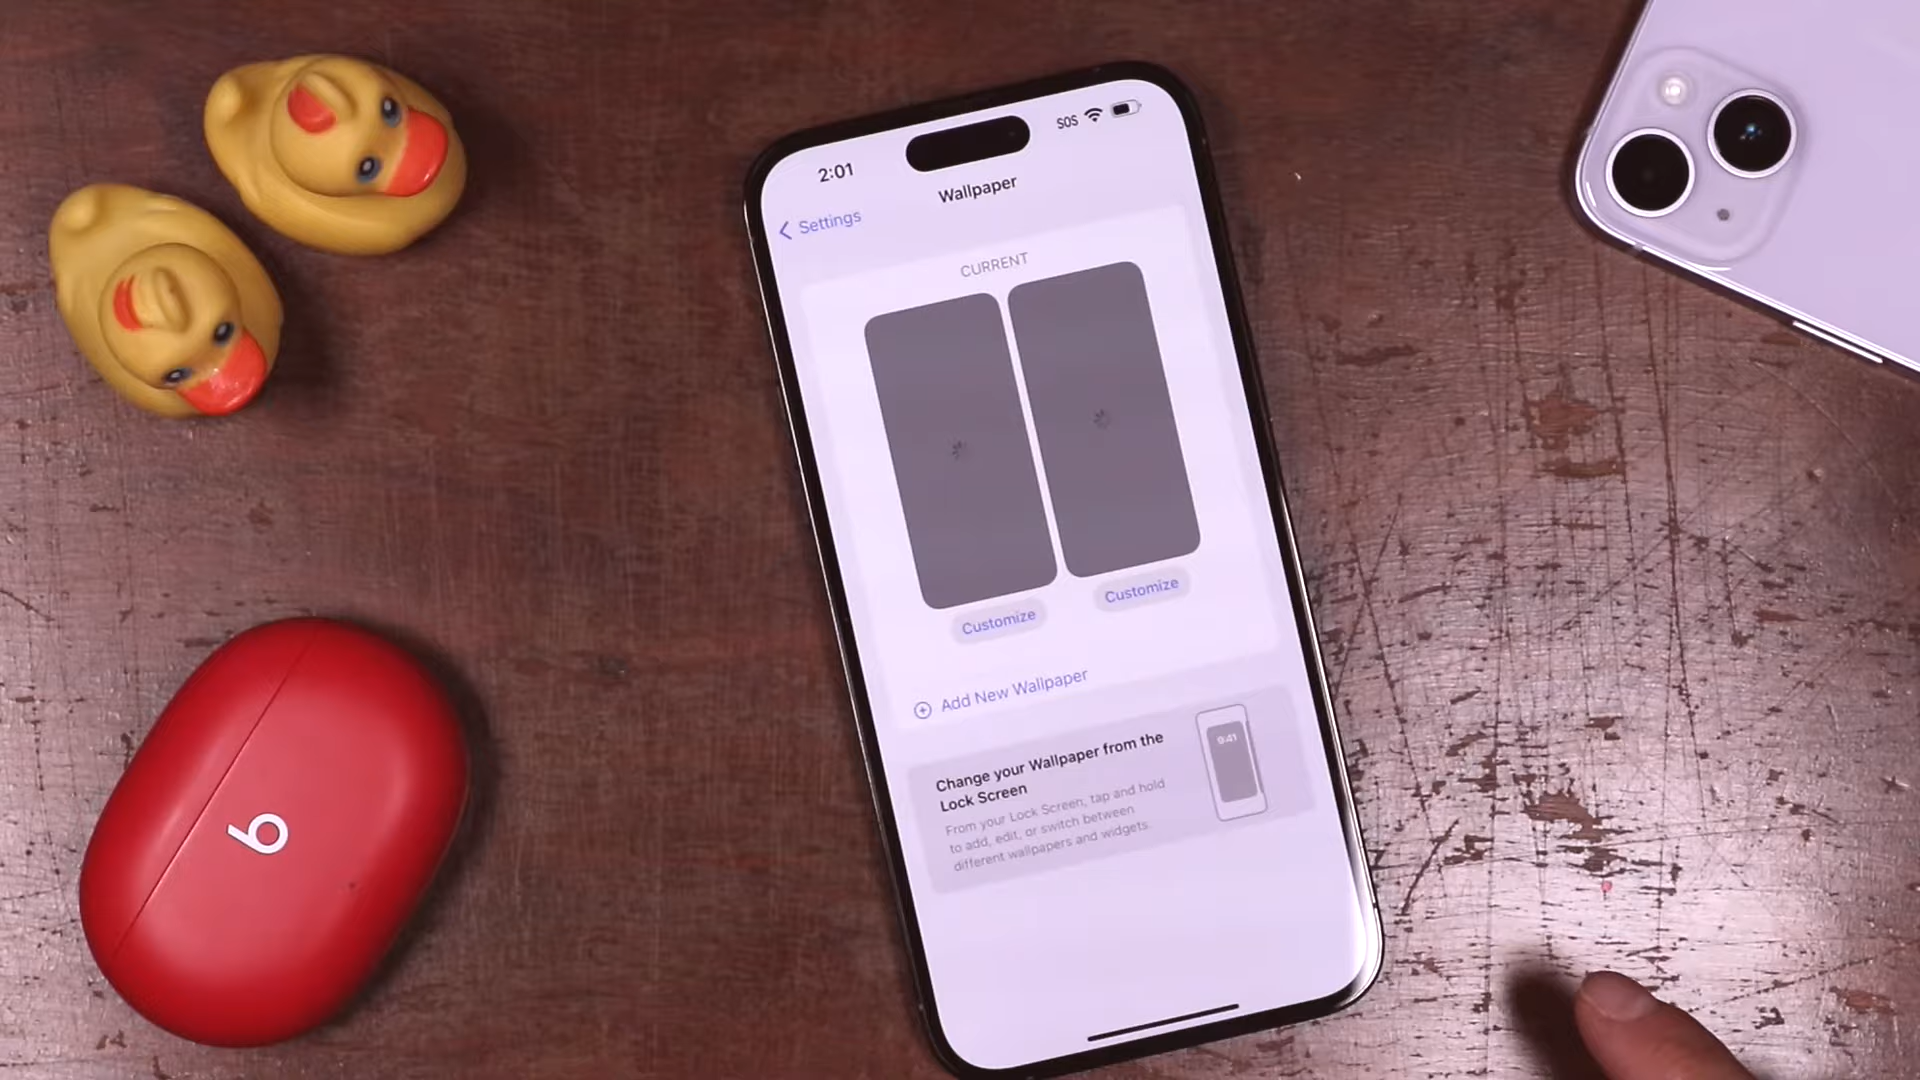 2:01
SOS
Wallpaper
Settings
CURRENT
Customize
Customize
Add New Wallpaper
Change your Wallpaper from the
Lock Screen
From your Lock Screen, tap and hold
to add, edit, or switch between
different wallpapers and widgets.
9:41